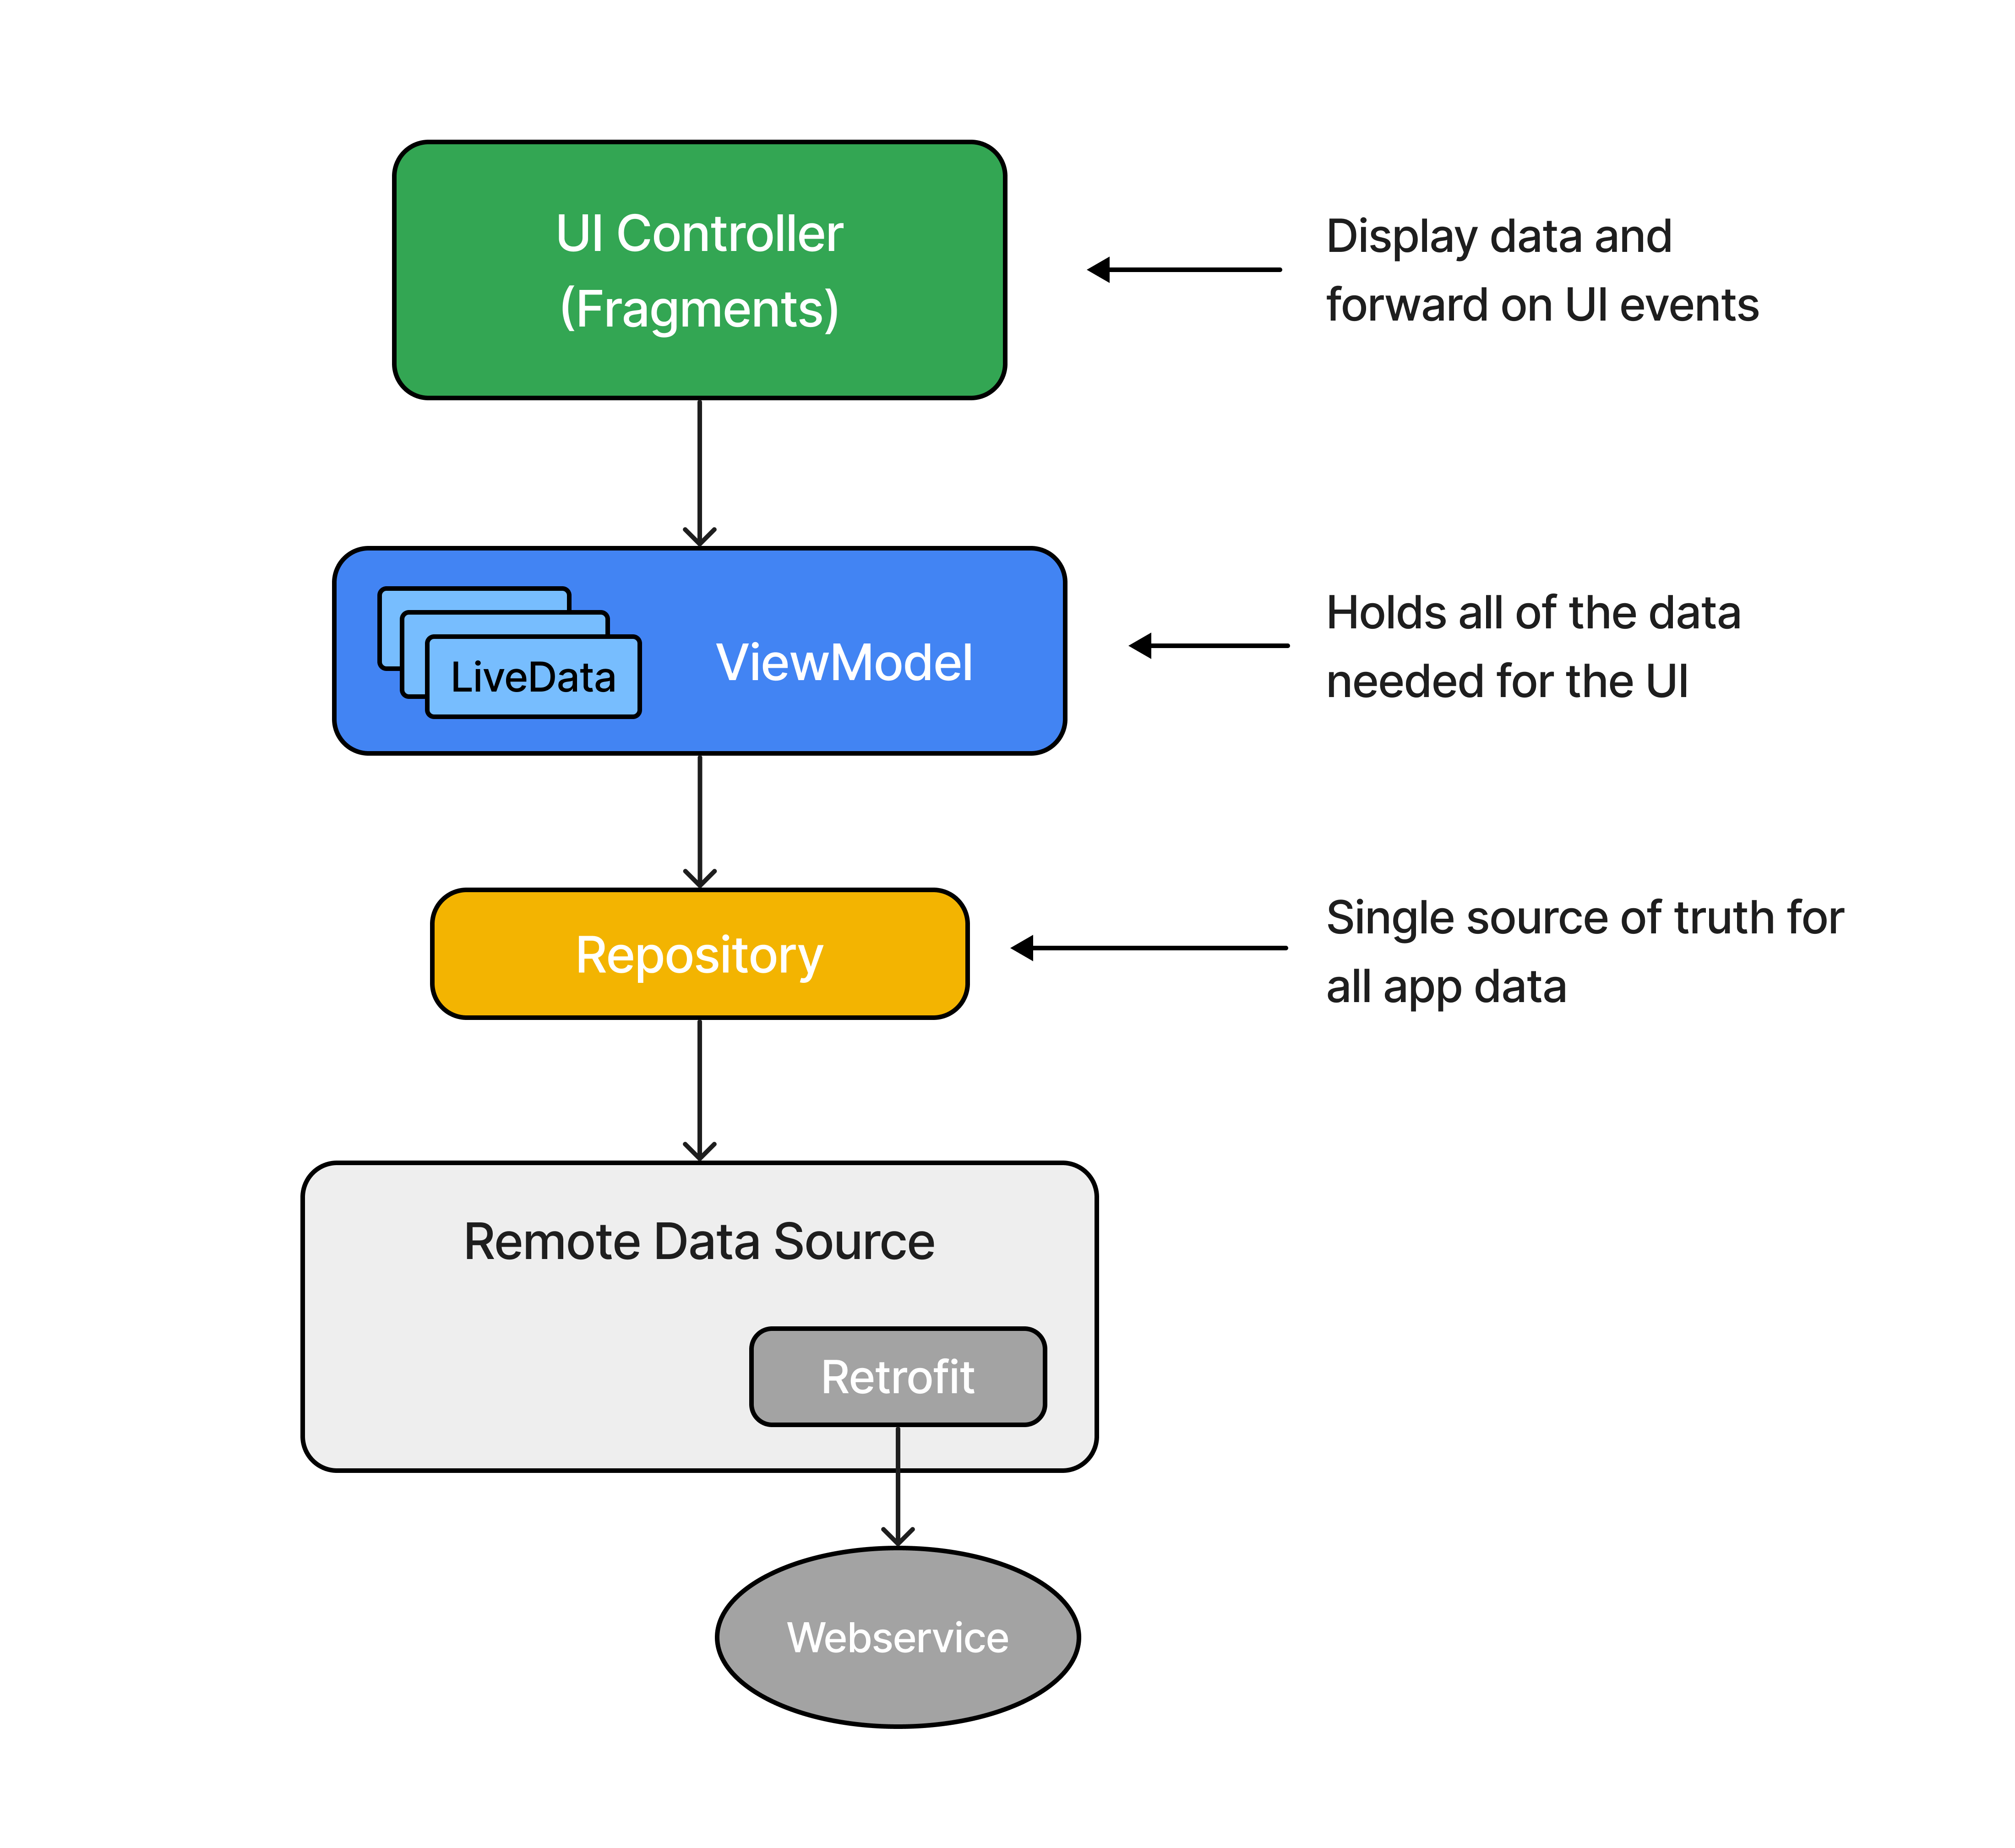 UI Controller
(Fragments)
Display data and
forward on UI events
LiveData
ViewModel
Holds all of the data
needed for the UI
Repository
Single source of truth for
all app data
Remote Data Source
Retrofit
Webservice